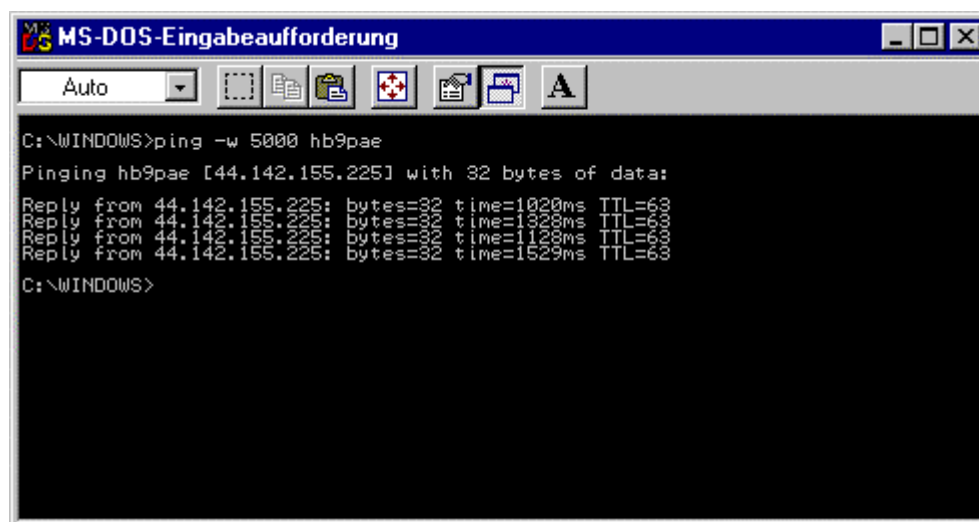 MS-DOS-Eingabeaufforderung
Auto
A
C:\WINDOWS>ping -w 5000 hb9pae
Pinging hb9pae [44.142.155.225] with 32 bytes of data:
Reply from 44.142.155.225: bytes=32 time=1020ms TTL=63
Reply from 44.142.155.225: bytes=32 time=1328ms TTL=63
Reply from 44.142.155.225: bytes=32 time=1128ms TTL=63
Reply from 44.142.155.225: bytes=32 time=1529ms TTL=63
C:\WINDOWS>